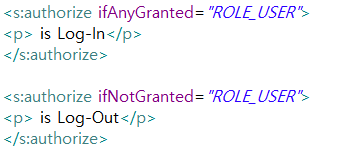 <s:authorize ifAnyGranted="ROLE_USER">
<p> is Log-In</p>
</s:authorize>
<s:authorize ifNotGranted="ROLE_USER">
<p> is Log-Out</p>
</s:authorize>